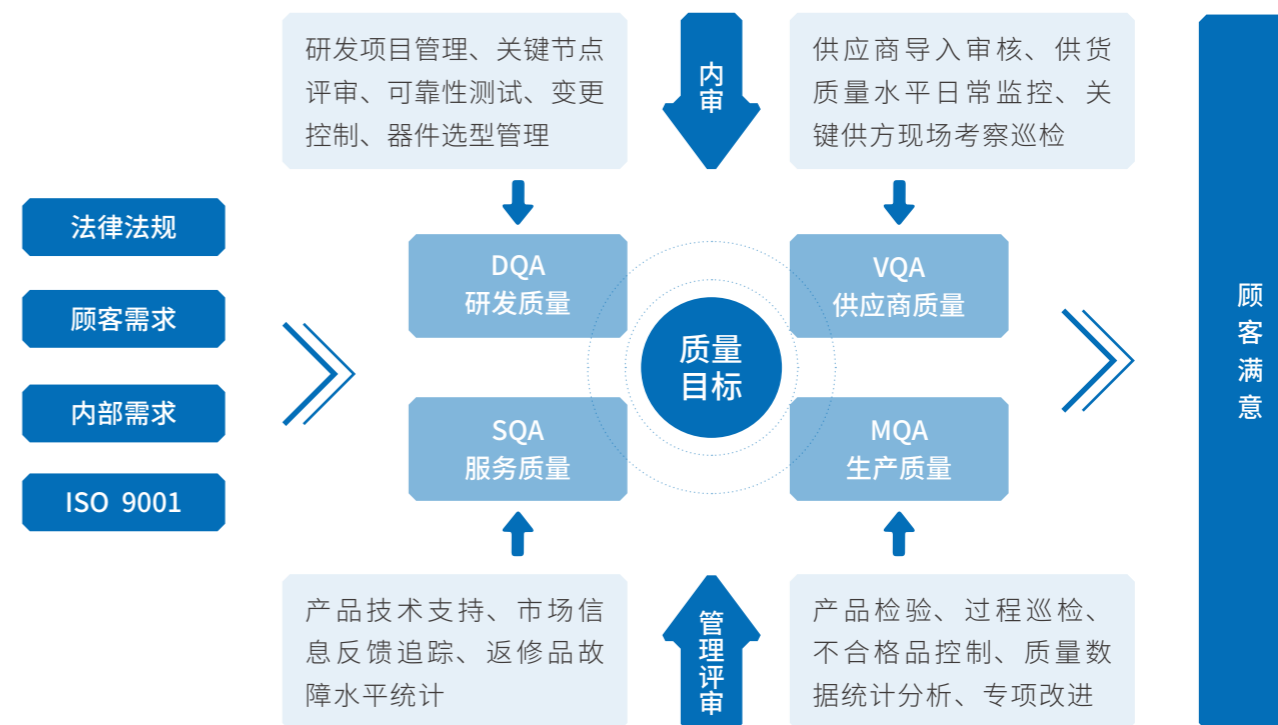 研发项目管理、关键节点
评审、可靠性测试、变更
控制、器件选型管理
内审
供应商导入审核、供货
质量水平日常监控、关
键供方现场考察巡检
法律法规
顾客需求
内部需求
ISO 9001
DQA
研发质量
VQA
供应商质量
质量
目标
SQA
服务质量
MQA
生产质量
产品技术支持、市场信
息反馈追踪、返修品故
障水平统计
管理评审
产品检验、过程巡检、
不合格品控制、质量数
据统计分析、专项改进
顾客满意